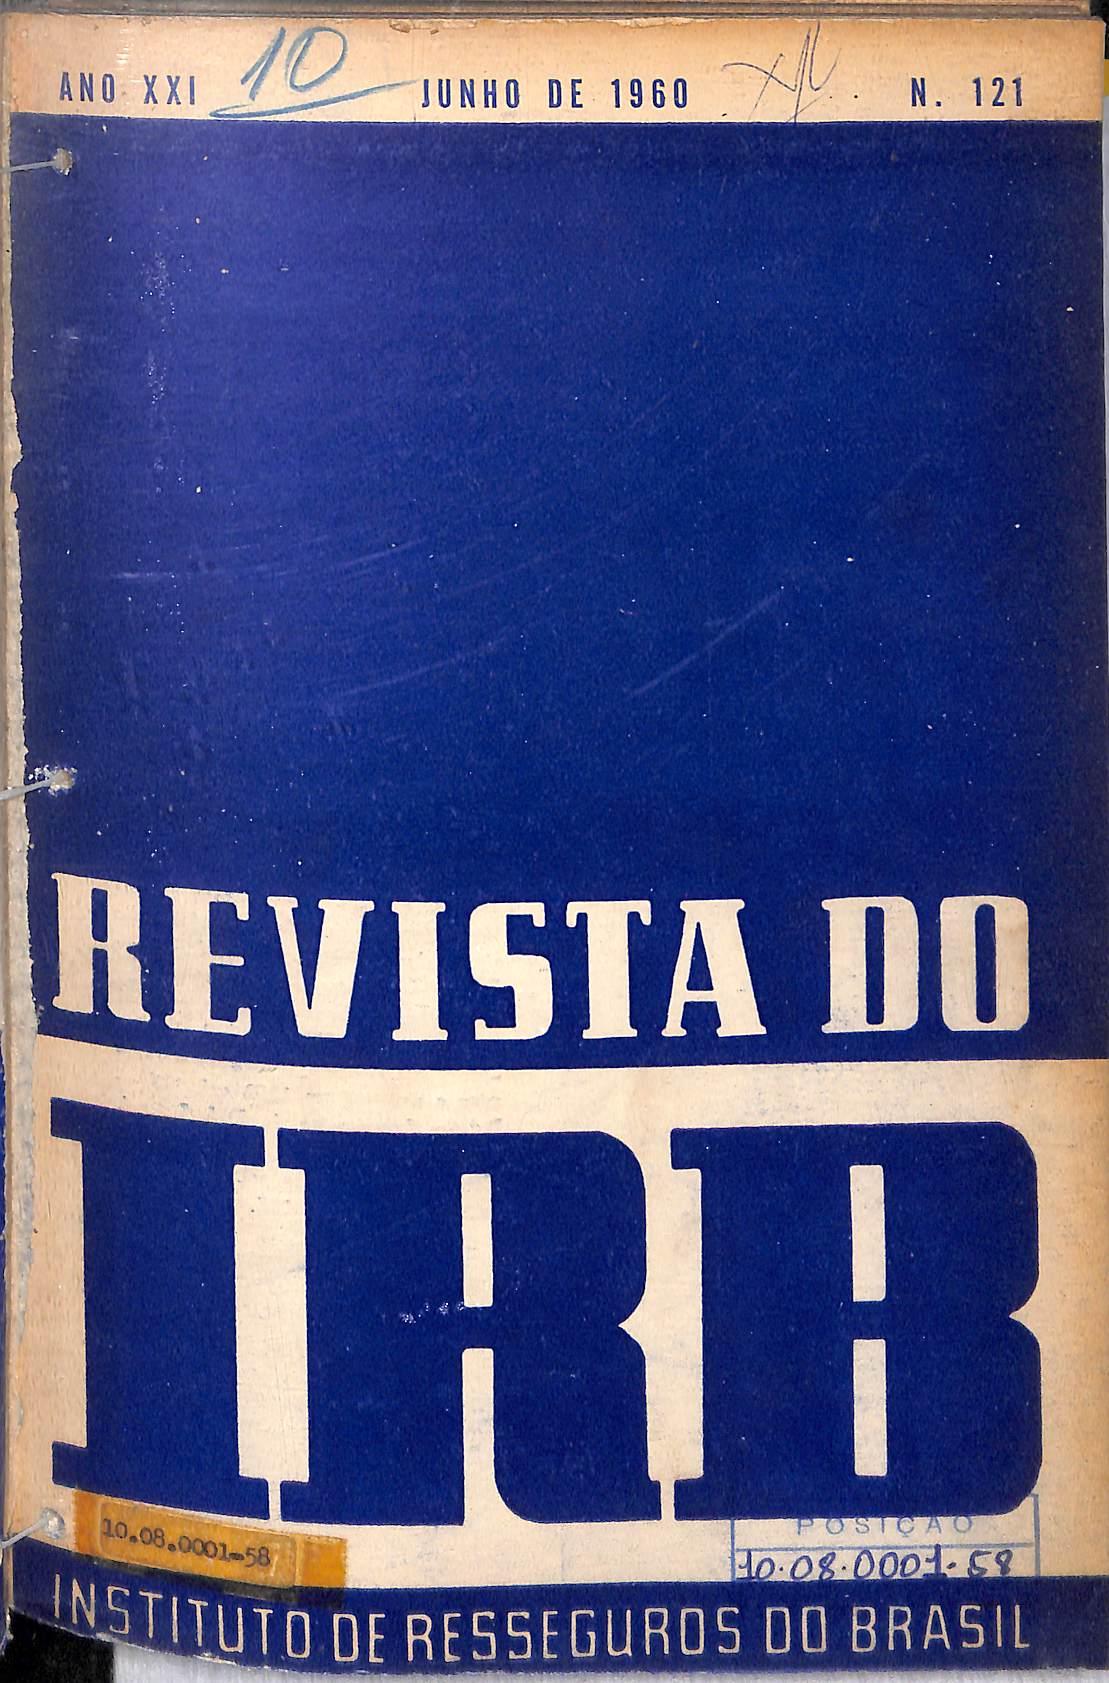 ANO XXI 10 JUNHO DE 1960 N. 121
REVISTA DO
IRB
10.08.0001-58
POSIÇÃO
10.08.0001-58
INSTITUTO DE RESSEGUROS DO BRASIL